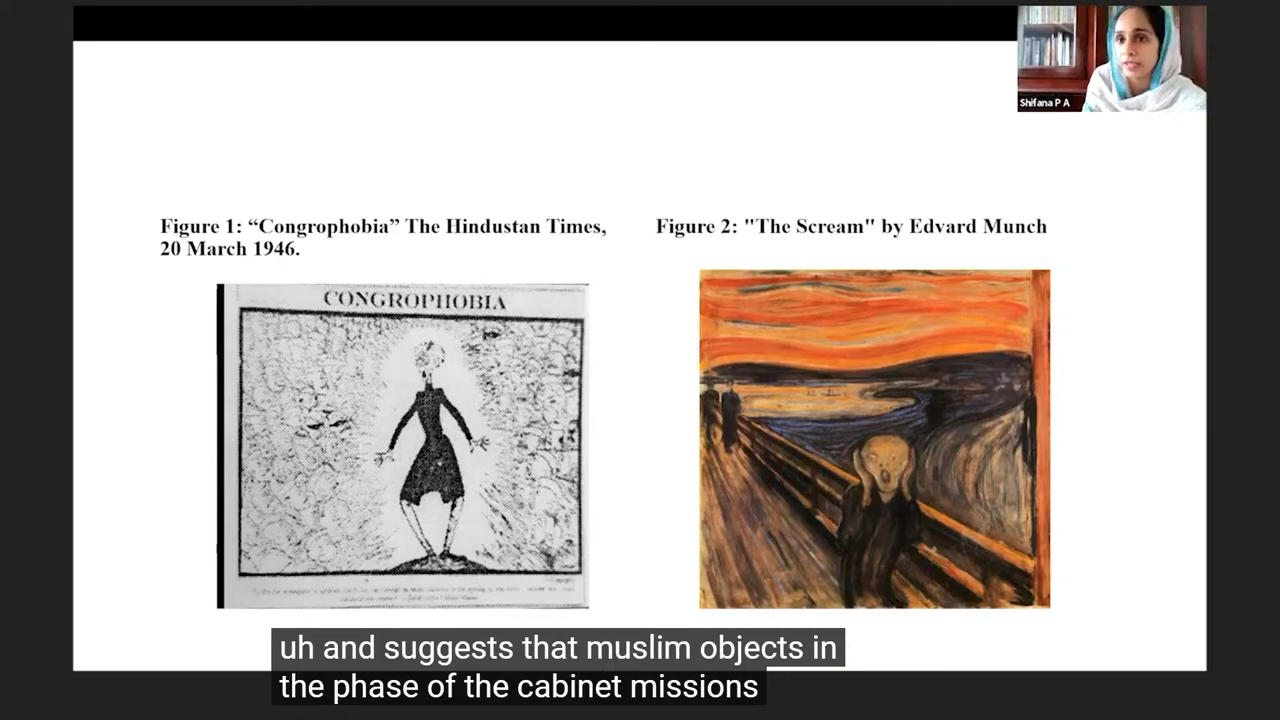 Shifana P A
Figure 1: “Congrophobia” The Hindustan Times,
20 March 1946.
Figure 2: "The Scream" by Edvard Munch
CONGROPHOBIA
uh and suggests that muslim objects in
the phase of the cabinet missions